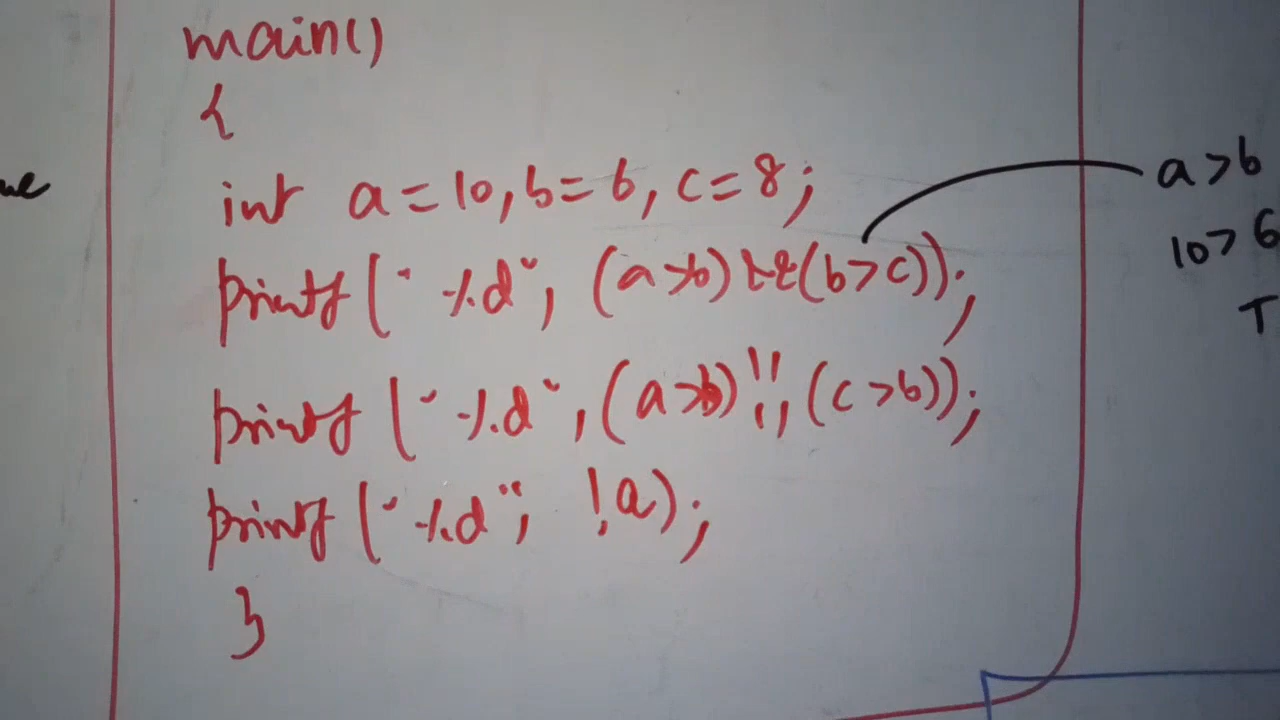 main()
{
int a=10, b=6, c=8;
printf("%d", (a>b) && (b>c));
printf("%d", (a>b) || (c>b));
printf("%d", !a);
}
a>b
10>6
T